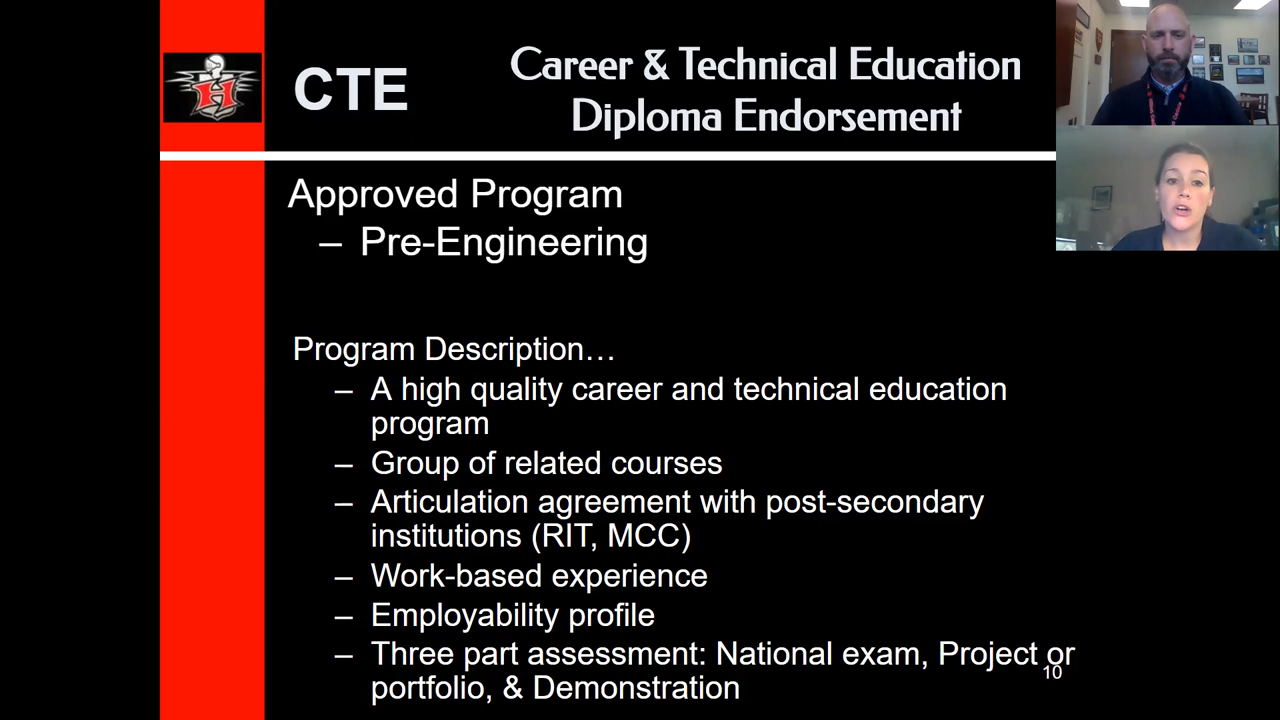 H
CTE
Career & Technical Education
Diploma Endorsement
Approved Program
– Pre-Engineering
Program Description…
– A high quality career and technical education
program
– Group of related courses
– Articulation agreement with post-secondary
institutions (RIT, MCC)
– Work-based experience
– Employability profile
– Three part assessment: National exam, Project or
portfolio, & Demonstration
10